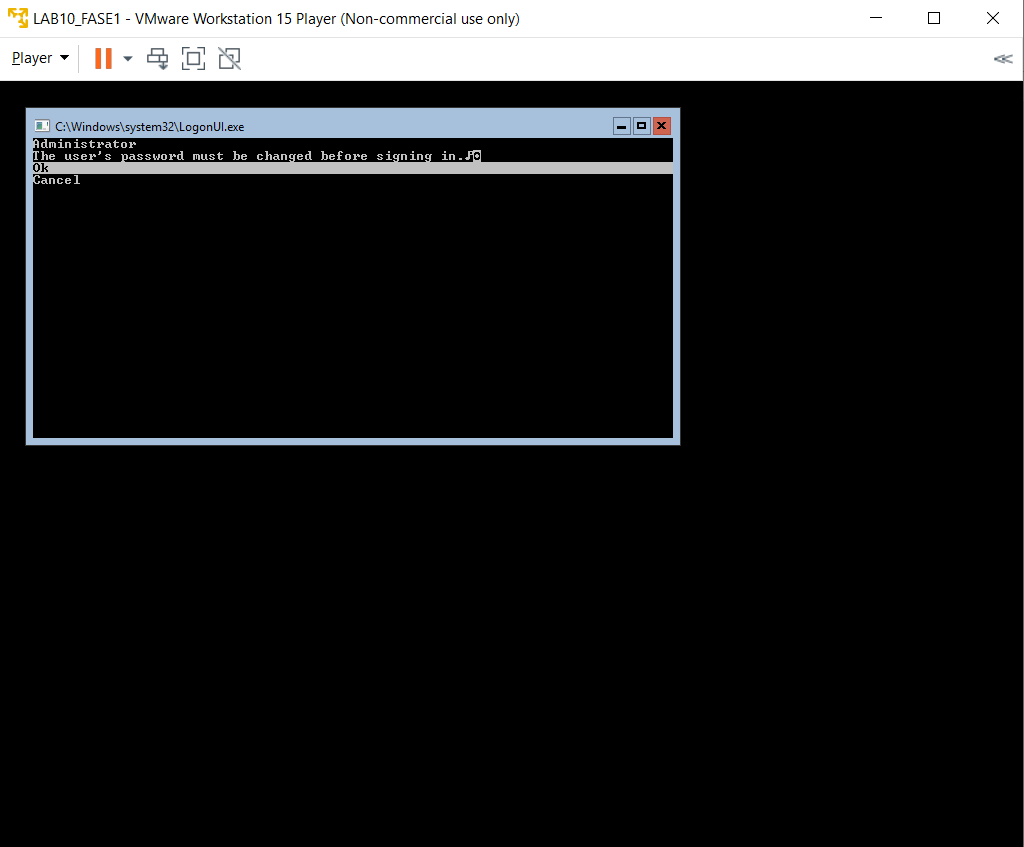 LAB10_FASE1 - VMware Workstation 15 Player (Non-commercial use only)
Player
C:\Windows\system32\LogonUI.exe
Administrator
The user's password must be changed before signing in.♪◙
Ok
Cancel